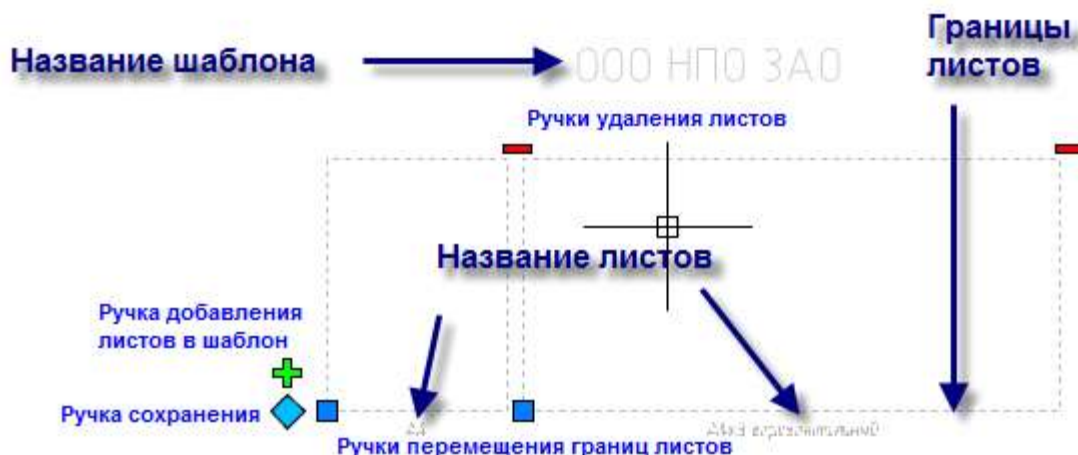 Границы
листов
Название шаблона
ООО НПО ЗАО
Ручки удаления листов
Название листов
Ручка добавления
листов в шаблон
Ручка сохранения
А4
горизонтальный
Ручки перемещения границ листов